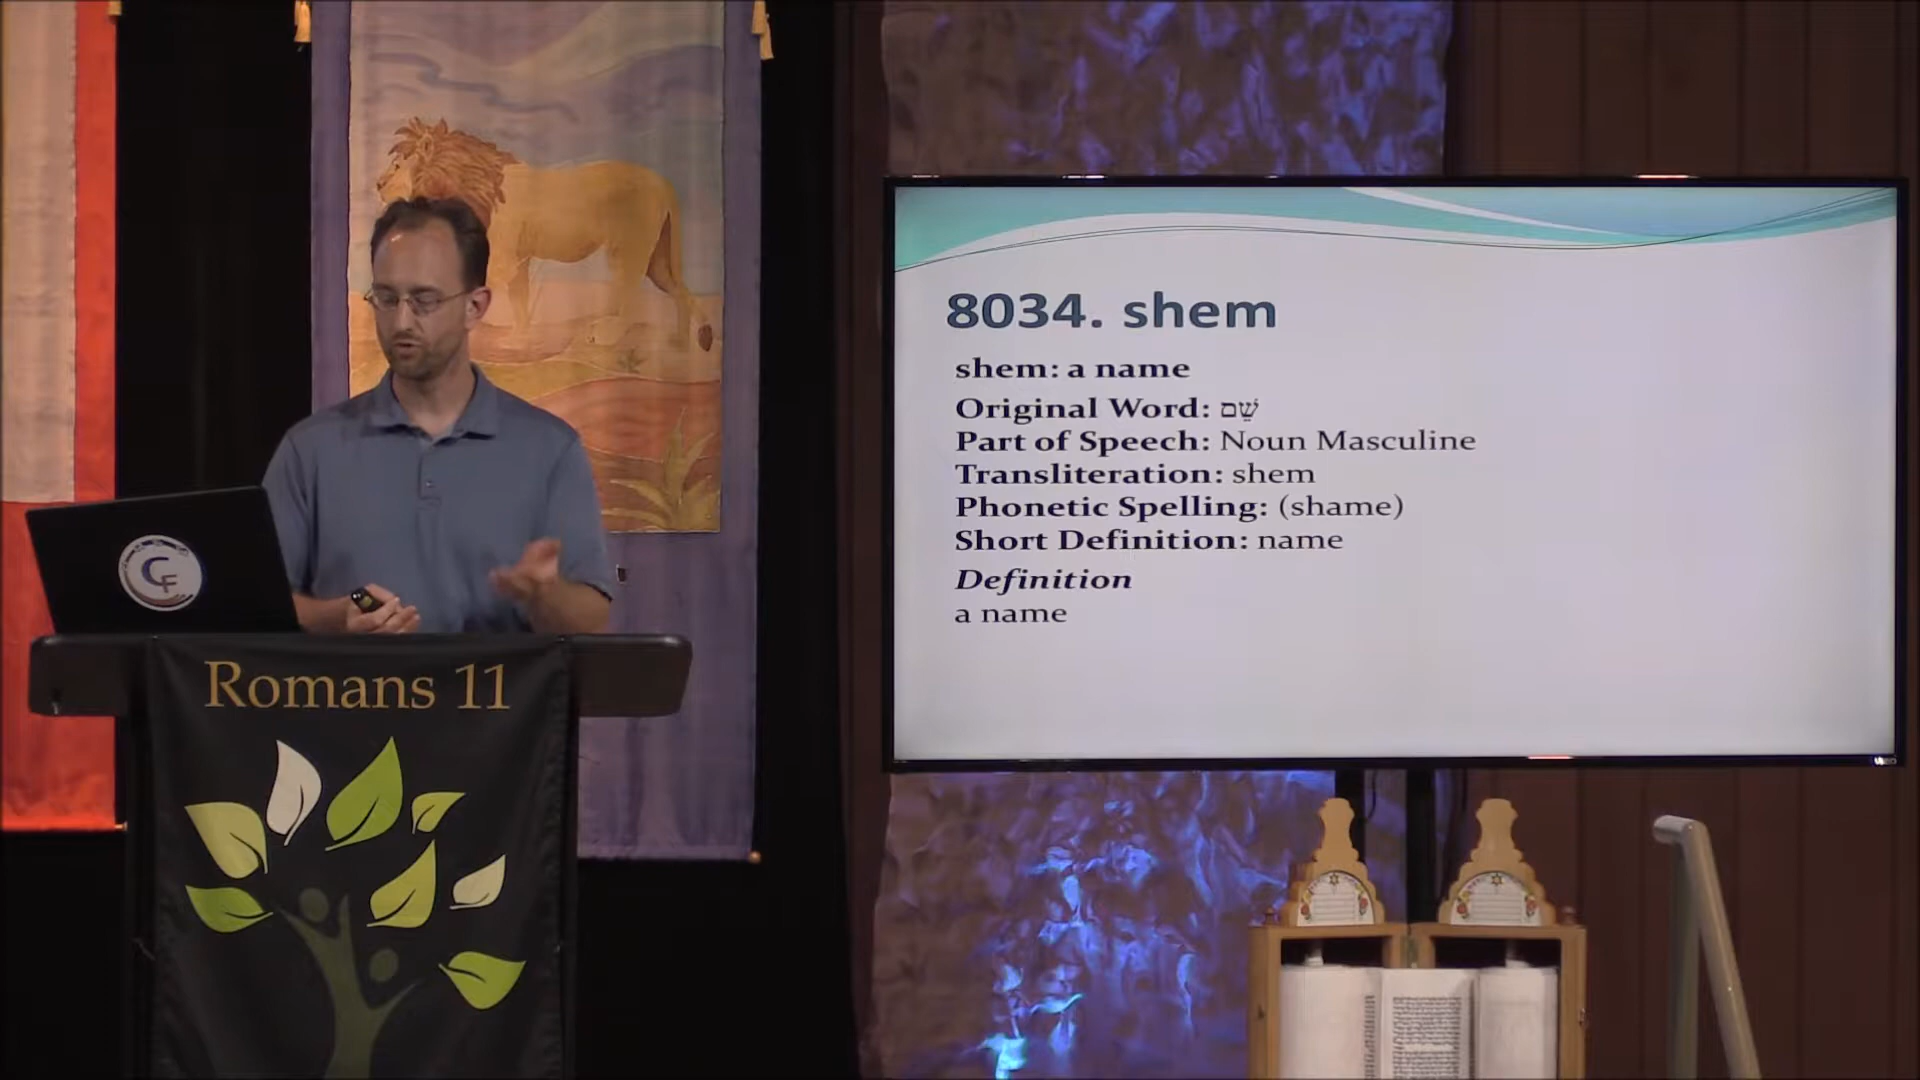 8034. shem
shem: a name
Original Word: שֵׁם
Part of Speech: Noun Masculine
Transliteration: shem
Phonetic Spelling: (shame)
Short Definition: name
Definition
a name
CF
Romans 11